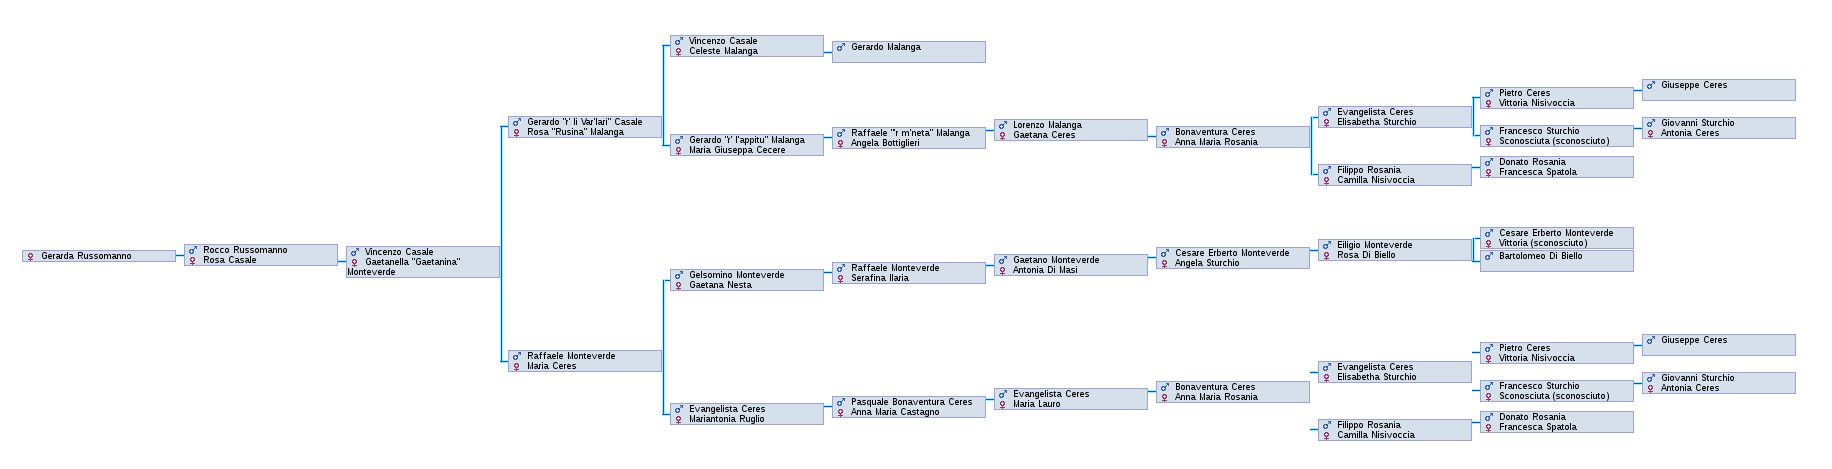 Gerarda Russomanno
Rocco Russomanno
Rosa Casale
Vincenzo Casale
Gaetanella "Gaetanina"
Monteverde
Gerardo "r' li Var'lari" Casale
Rosa "Rusina" Malanga
Raffaele Monteverde
Maria Ceres
Vincenzo Casale
Celeste Malanga
Gerardo "r' l'appitu" Malanga
Maria Giuseppa Cecere
Gelsomino Monteverde
Gaetana Nesta
Evangelista Ceres
Mariantonia Ruglio
Gerardo Malanga
Raffaele "'r m'neta" Malanga
Angela Bottiglieri
Raffaele Monteverde
Serafina Ilaria
Pasquale Bonaventura Ceres
Anna Maria Castagno
Lorenzo Malanga
Gaetana Ceres
Gaetano Monteverde
Antonia Di Masi
Evangelista Ceres
Maria Lauro
Bonaventura Ceres
Anna Maria Rosania
Cesare Erberto Monteverde
Angela Sturchio
Bonaventura Ceres
Anna Maria Rosania
Evangelista Ceres
Elisabetha Sturchio
Filippo Rosania
Camilla Nisivoccia
Eiligio Monteverde
Rosa Di Biello
Evangelista Ceres
Elisabetha Sturchio
Filippo Rosania
Camilla Nisivoccia
Pietro Ceres
Vittoria Nisivoccia
Francesco Sturchio
Sconosciuta (sconosciuto)
Donato Rosania
Francesca Spatola
Cesare Erberto Monteverde
Vittoria (sconosciuto)
Bartolomeo Di Biello
Pietro Ceres
Vittoria Nisivoccia
Francesco Sturchio
Sconosciuta (sconosciuto)
Donato Rosania
Francesca Spatola
Giuseppe Ceres
Giovanni Sturchio
Antonia Ceres
Giuseppe Ceres
Giovanni Sturchio
Antonia Ceres